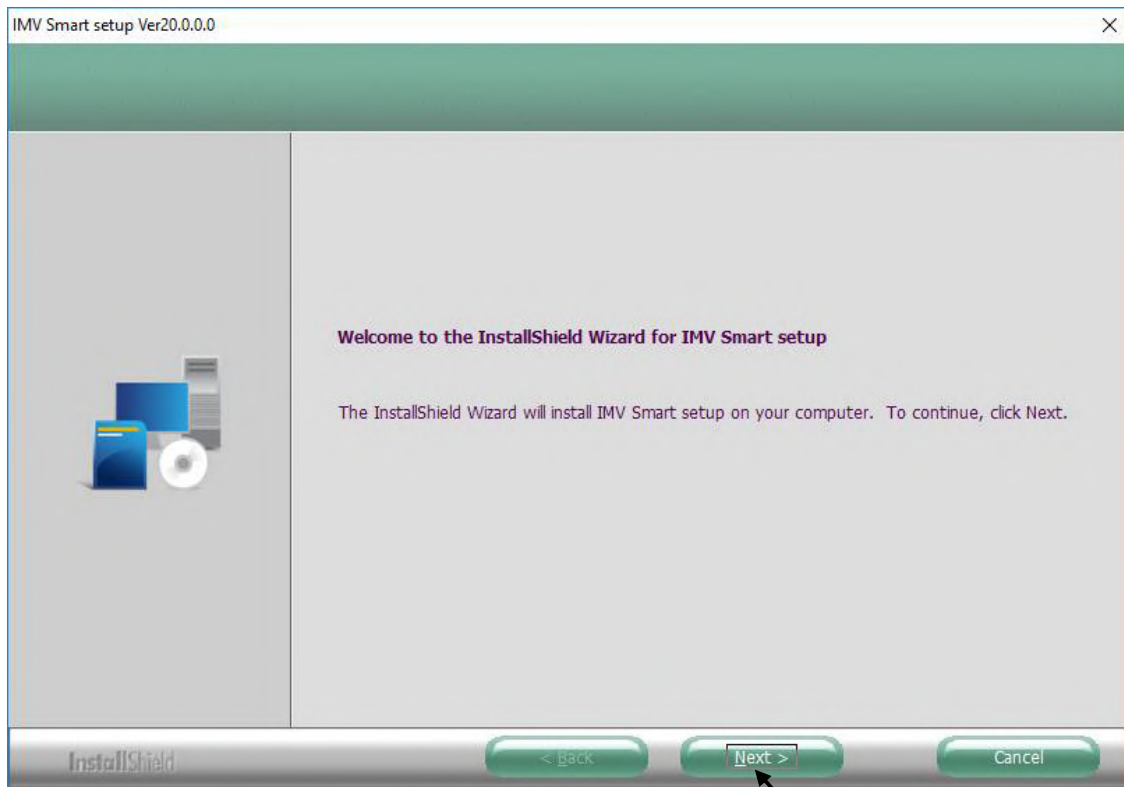 IMV Smart setup Ver20.0.0.0
Welcome to the InstallShield Wizard for IMV Smart setup
The InstallShield Wizard will install IMV Smart setup on your computer.  To continue, click Next.
InstallShield
< Back
Next >
Cancel